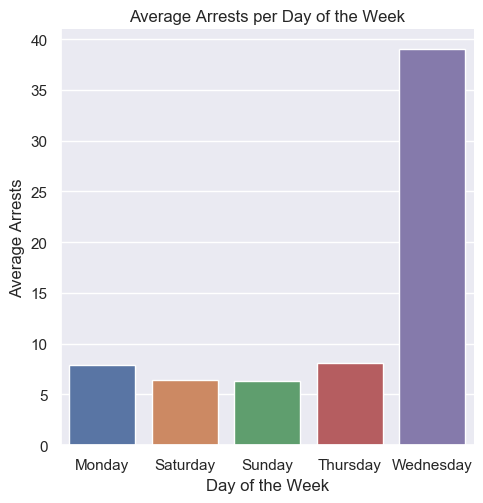 Average Arrests per Day of the Week
Average Arrests
40
35
30
25
20
15
10
5
0
Monday Saturday Sunday Thursday Wednesday
Day of the Week